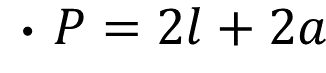 • P = 2l + 2a